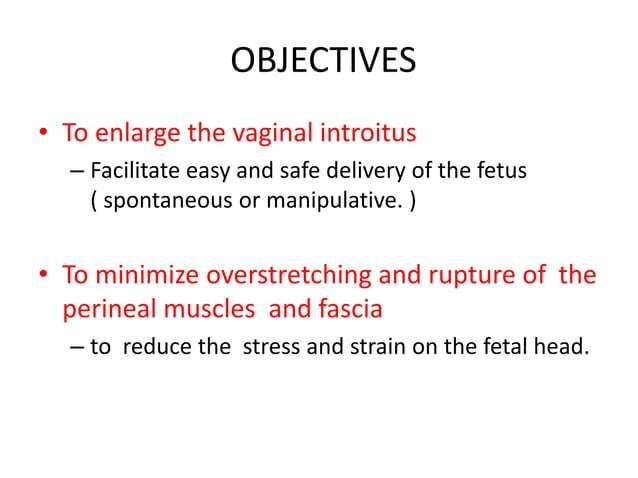 OBJECTIVES
• To enlarge the vaginal introitus
– Facilitate easy and safe delivery of the fetus
( spontaneous or manipulative. )
• To minimize overstretching and rupture of the
perineal muscles and fascia
– to reduce the stress and strain on the fetal head.